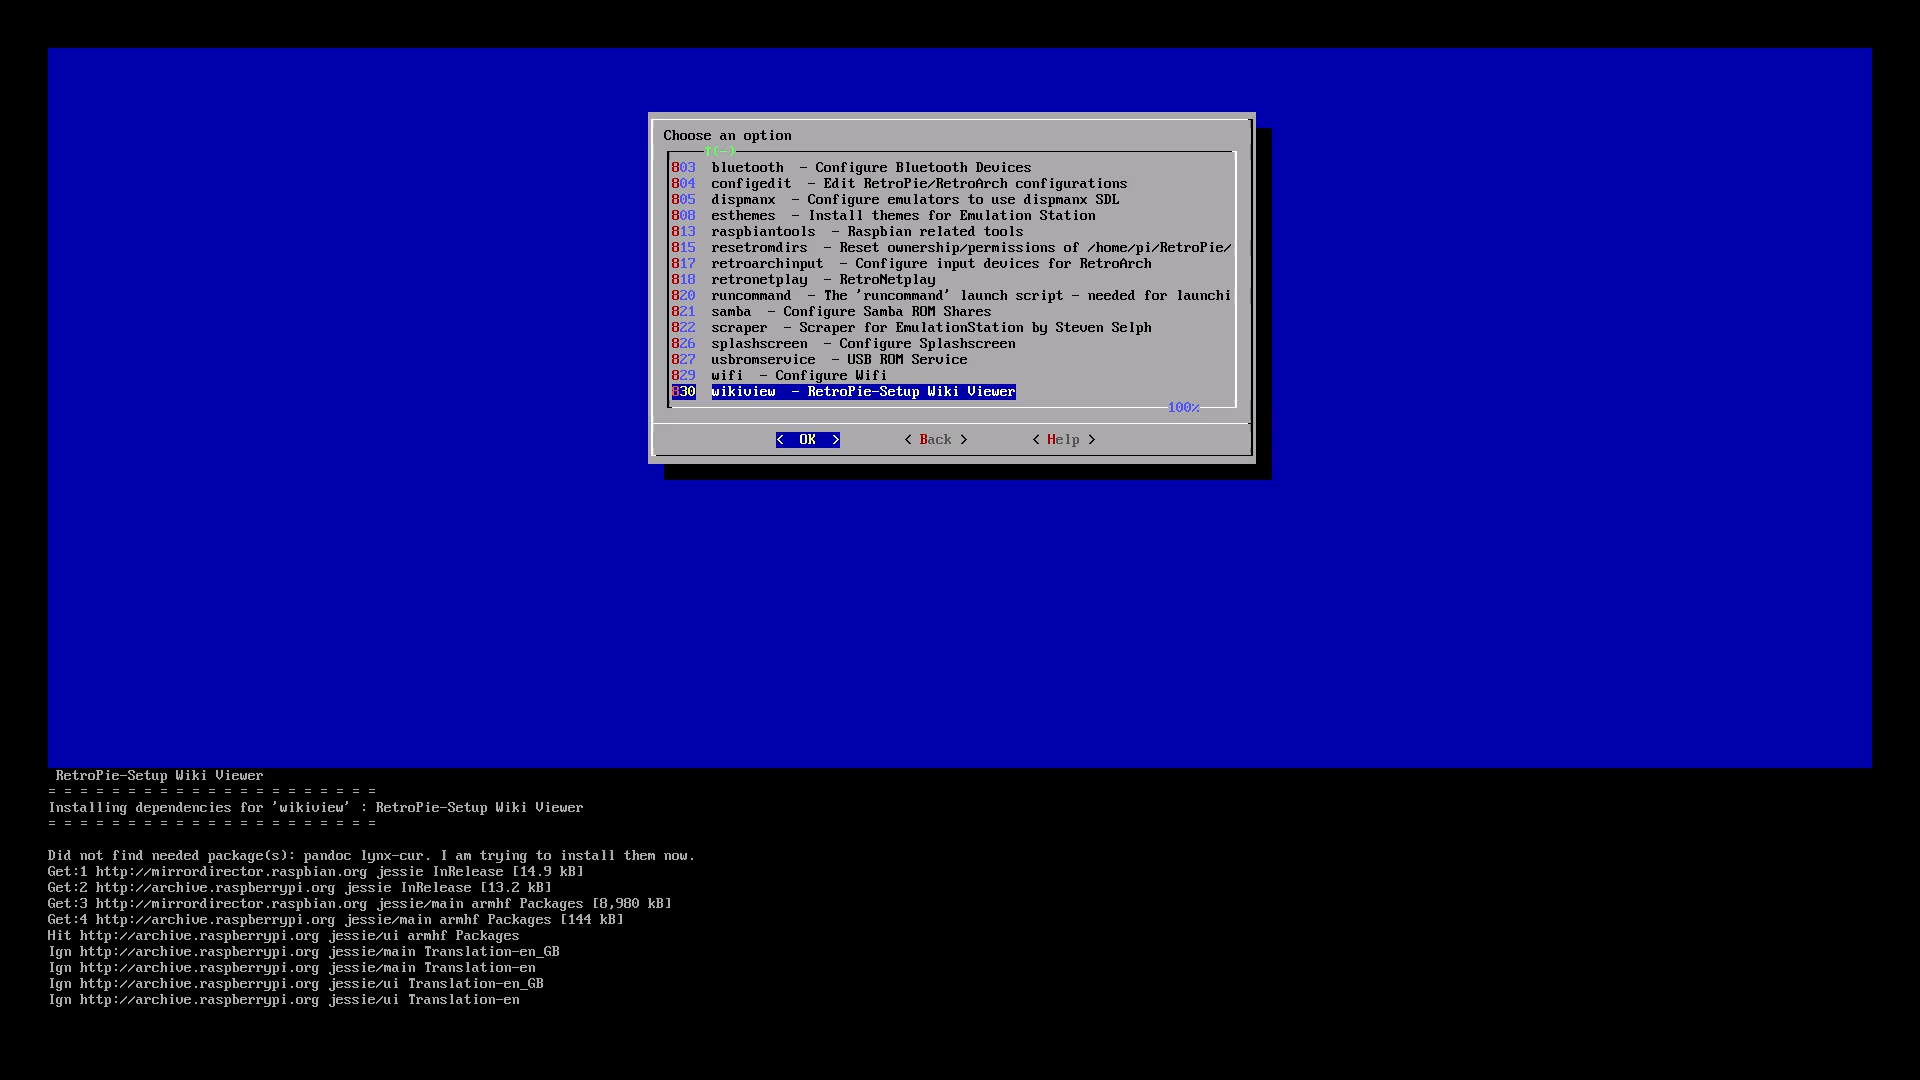 Choose an option
↑(-)
803 bluetooth - Configure Bluetooth Devices
804 configedit - Edit RetroPie/RetroArch configurations
805 dispmanx - Configure emulators to use dispmanx SDL
808 esthemes - Install themes for Emulation Station
813 raspbiantools - Raspbian related tools
815 resetromdirs - Reset ownership/permissions of /home/pi/RetroPie/
817 retroarchinput - Configure input devices for RetroArch
818 retronetplay - RetroNetplay
820 runcommand - The 'runcommand' launch script - needed for launchi
821 samba - Configure Samba ROM Shares
822 scraper - Scraper for EmulationStation by Steven Selph
826 splashscreen - Configure Splashscreen
827 usbromservice - USB ROM Service
829 wifi - Configure Wifi
830 wikiview - RetroPie-Setup Wiki Viewer
100%
< OK > < Back > < Help >
RetroPie-Setup Wiki Viewer
= = = = = = = = = = = = = = = = = = = = =
Installing dependencies for 'wikiview' : RetroPie-Setup Wiki Viewer
= = = = = = = = = = = = = = = = = = = = =
Did not find needed package(s): pandoc lynx-cur. I am trying to install them now.
Get:1 http://mirrordirector.raspbian.org jessie InRelease [14.9 kB]
Get:2 http://archive.raspberrypi.org jessie InRelease [13.2 kB]
Get:3 http://mirrordirector.raspbian.org jessie/main armhf Packages [8,980 kB]
Get:4 http://archive.raspberrypi.org jessie/main armhf Packages [144 kB]
Hit http://archive.raspberrypi.org jessie/ui armhf Packages
Ign http://archive.raspberrypi.org jessie/main Translation-en_GB
Ign http://archive.raspberrypi.org jessie/main Translation-en
Ign http://archive.raspberrypi.org jessie/ui Translation-en_GB
Ign http://archive.raspberrypi.org jessie/ui Translation-en